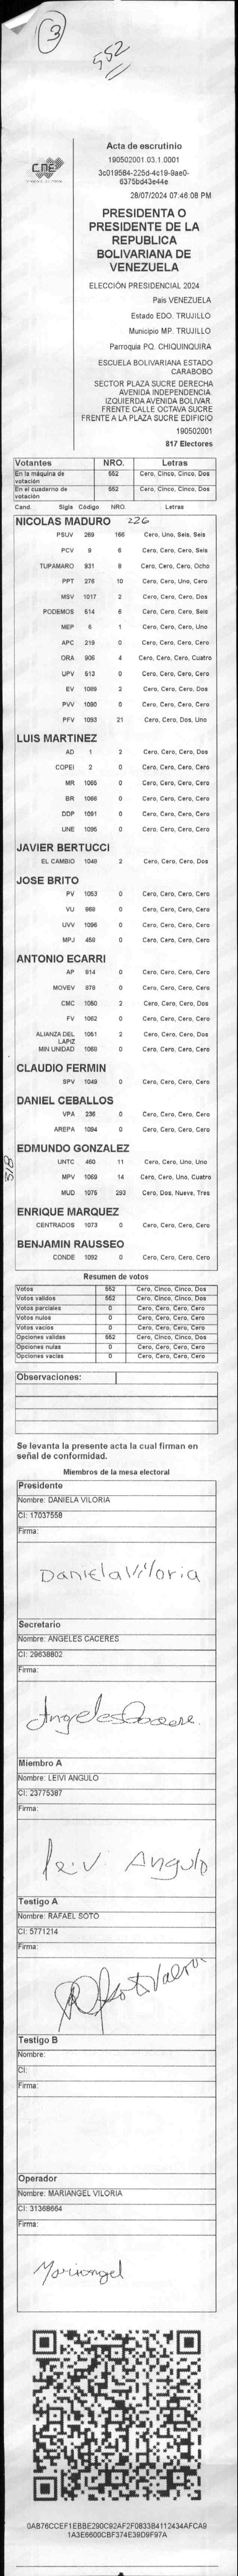 3
552
CNE
Acta de escrutinio
190502001.03.1.0001
3c019584-225d-4c19-9ae0-
6375bd43e44e
28/07/2024 07:46:08 PM
PRESIDENTA O
PRESIDENTE DE LA
REPUBLICA
BOLIVARIANA DE
VENEZUELA
ELECCIÓN PRESIDENCIAL 2024
País VENEZUELA
Estado EDO. TRUJILLO
Municipio MP. TRUJILLO
Parroquia PQ. CHIQUINQUIRA
ESCUELA BOLIVARIANA ESTADO
CARABOBO
SECTOR PLAZA SUCRE DERECHA
AVENIDA INDEPENDENCIA.
IZQUIERDA AVENIDA BOLIVAR.
FRENTE CALLE OCTAVA SUCRE
FRENTE A LA PLAZA SUCRE EDIFICIO
190502001
817 Electores
Votantes NRO. Letras
En la máquina de votación 552 Cero, Cinco, Cinco, Dos
En el cuaderno de votación 552 Cero, Cinco, Cinco, Dos
Cand. Sigla Código NRO. Letras
NICOLAS MADURO 226
PSUV 269 166 Cero, Uno, Seis, Seis
PCV 9 6 Cero, Cero, Cero, Seis
TUPAMARO 931 8 Cero, Cero, Cero, Ocho
PPT 276 10 Cero, Cero, Uno, Cero
MSV 1017 2 Cero, Cero, Cero, Dos
PODEMOS 514 6 Cero, Cero, Cero, Seis
MEP 6 1 Cero, Cero, Cero, Uno
APC 219 0 Cero, Cero, Cero, Cero
ORA 906 4 Cero, Cero, Cero, Cuatro
UPV 513 0 Cero, Cero, Cero, Cero
EV 1089 2 Cero, Cero, Cero, Dos
PVV 1090 0 Cero, Cero, Cero, Cero
PFV 1093 21 Cero, Cero, Dos, Uno
LUIS MARTINEZ
AD 1 2 Cero, Cero, Cero, Dos
COPEI 2 0 Cero, Cero, Cero, Cero
MR 1065 0 Cero, Cero, Cero, Cero
BR 1066 0 Cero, Cero, Cero, Cero
DDP 1091 0 Cero, Cero, Cero, Cero
UNE 1095 0 Cero, Cero, Cero, Cero
JAVIER BERTUCCI
EL CAMBIO 1048 2 Cero, Cero, Cero, Dos
JOSE BRITO
PV 1053 0 Cero, Cero, Cero, Cero
VU 868 0 Cero, Cero, Cero, Cero
UVV 1096 0 Cero, Cero, Cero, Cero
MPJ 458 0 Cero, Cero, Cero, Cero
ANTONIO ECARRI
AP 914 0 Cero, Cero, Cero, Cero
MOVEV 879 0 Cero, Cero, Cero, Cero
CMC 1050 2 Cero, Cero, Cero, Dos
FV 1062 0 Cero, Cero, Cero, Cero
ALIANZA DEL LAPIZ 1061 2 Cero, Cero, Cero, Dos
MIN UNIDAD 1068 0 Cero, Cero, Cero, Cero
CLAUDIO FERMIN
SPV 1049 0 Cero, Cero, Cero, Cero
DANIEL CEBALLOS
VPA 236 0 Cero, Cero, Cero, Cero
AREPA 1094 0 Cero, Cero, Cero, Cero
EDMUNDO GONZALEZ
318
UNTC 460 11 Cero, Cero, Uno, Uno
MPV 1069 14 Cero, Cero, Uno, Cuatro
MUD 1075 293 Cero, Dos, Nueve, Tres
ENRIQUE MARQUEZ
CENTRADOS 1073 0 Cero, Cero, Cero, Cero
BENJAMIN RAUSSEO
CONDE 1092 0 Cero, Cero, Cero, Cero
Resumen de votos
Votos 552 Cero, Cinco, Cinco, Dos
Votos validos 552 Cero, Cinco, Cinco, Dos
Votos parciales 0 Cero, Cero, Cero, Cero
Votos nulos 0 Cero, Cero, Cero, Cero
Votos vacios 0 Cero, Cero, Cero, Cero
Opciones validas 552 Cero, Cinco, Cinco, Dos
Opciones nulas 0 Cero, Cero, Cero, Cero
Opciones vacias 0 Cero, Cero, Cero, Cero
Observaciones:
Se levanta la presente acta la cual firman en
señal de conformidad.
Miembros de la mesa electoral
Presidente
Nombre: DANIELA VILORIA
CI: 17037558
Firma:
Daniela Viloria
Secretario
Nombre: ANGELES CACERES
CI: 29638802
Firma:
Angeles Caceres.
Miembro A
Nombre: LEIVI ANGULO
CI: 23775387
Firma:
Leivi Angulo
Testigo A
Nombre: RAFAEL SOTO
CI: 5771214
Firma:
Testigo B
Nombre:
CI:
Firma:
Operador
Nombre: MARIANGEL VILORIA
CI: 31368664
Firma:
Mariangel
0AB76CCEF1EBBE290C92AF2F083384112434AFCA9
1A3E6600CBF374E39D9F97A